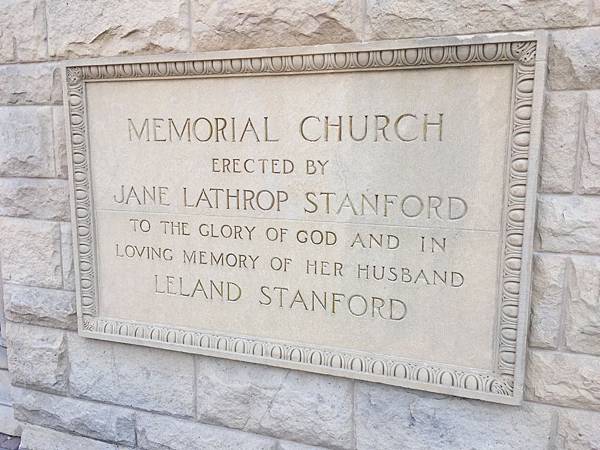 MEMORIAL CHURCH
ERECTED BY
JANE LATHROP STANFORD
TO THE GLORY OF GOD AND IN
LOVING MEMORY OF HER HUSBAND
LELAND STANFORD